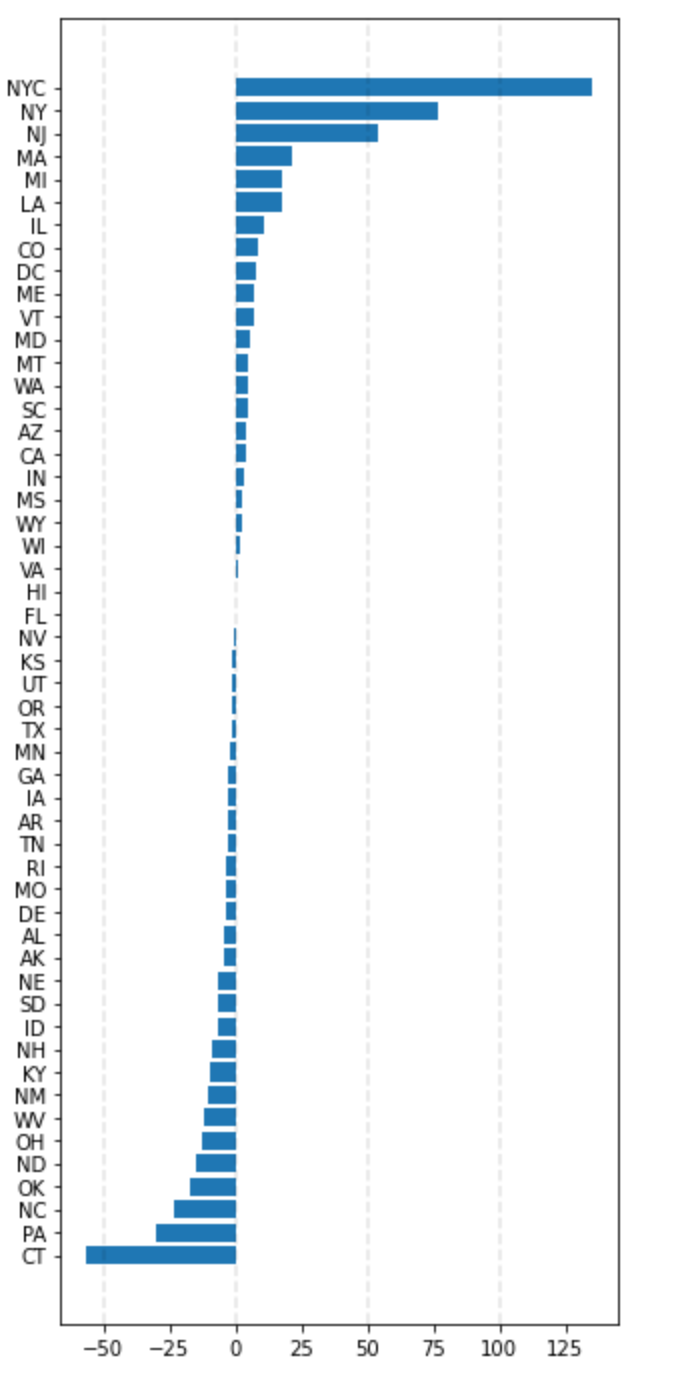 NYC
NY
NJ
MA
MI
LA
IL
CO
DC
ME
VT
MD
MT
WA
SC
AZ
CA
IN
MS
WY
WI
VA
HI
FL
NV
KS
UT
OR
TX
MN
GA
IA
AR
TN
RI
MO
DE
AL
AK
NE
SD
ID
NH
KY
NM
WV
OH
ND
OK
NC
PA
CT
−50 −25 0 25 50 75 100 125